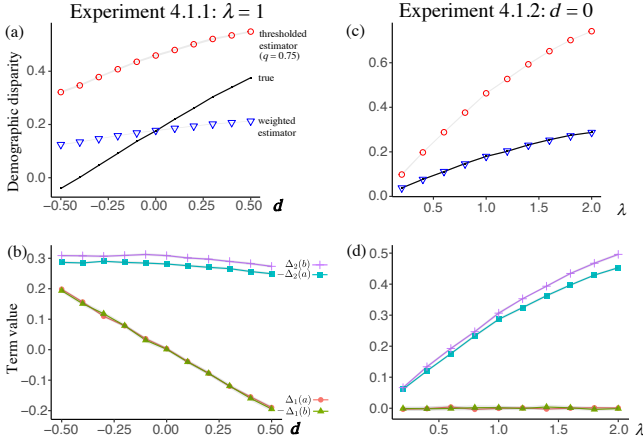 Experiment 4.1.1: λ = 1
Experiment 4.1.2: d = 0
(a)
Demographic disparity
0.4
0.2
0.0
thresholded
estimator
(q = 0.75)
true
weighted
estimator
−0.50
−0.25
0.00
0.25
0.50
d
(c)
0.6
0.4
0.2
0.0
0.5
1.0
1.5
2.0
λ
(b)
Term value
0.3
0.2
0.1
0.0
−0.1
−0.2
Δ₂(b)
−Δ₂(a)
Δ₁(a)
−Δ₁(b)
−0.50
−0.25
0.00
0.25
0.50
d
(d)
0.5
0.4
0.3
0.2
0.1
0.0
0.5
1.0
1.5
2.0
λ